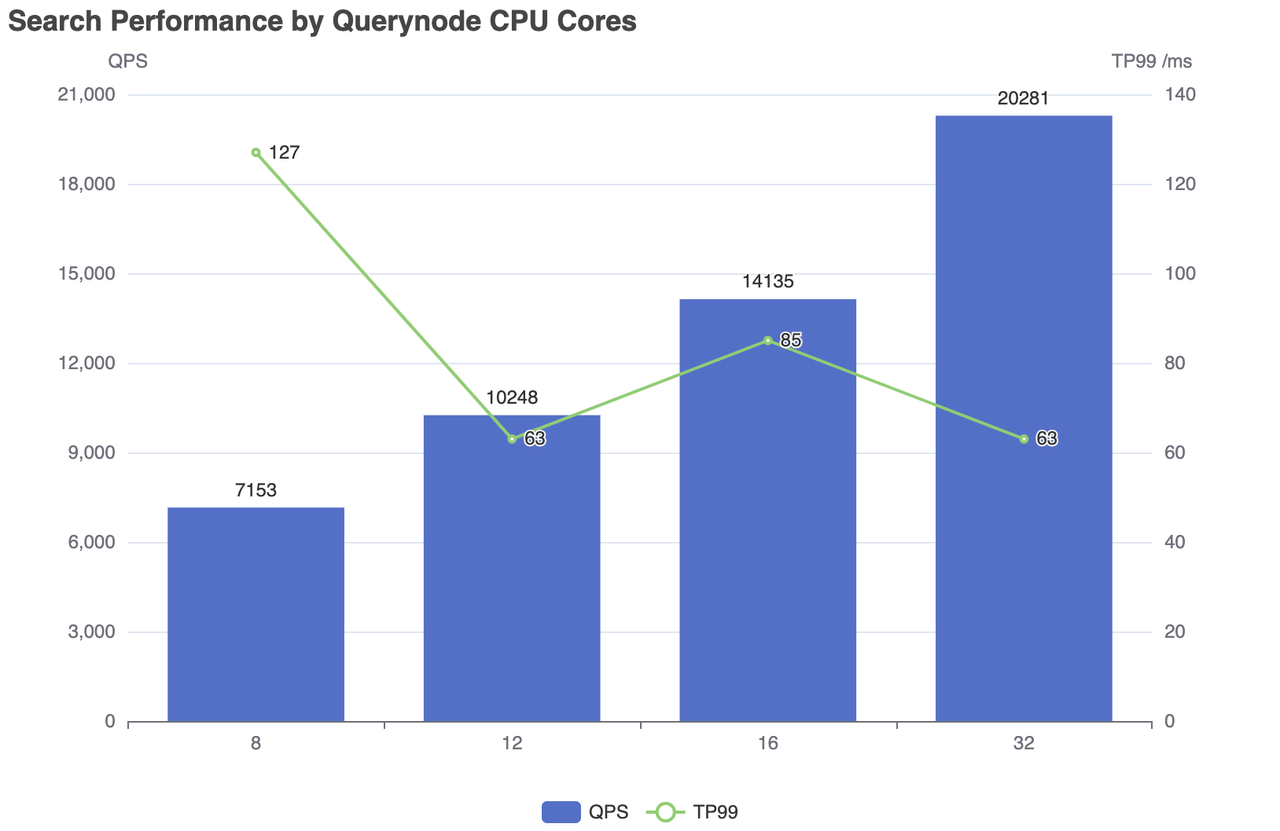 Search Performance by Querynode CPU Cores
QPS TP99 /ms
21,000 20281 140
127
18,000 120
15,000 100
14135
85
12,000 80
10248
63 63
9,000 60
7153
6,000 40
3,000 20
0 0
8 12 16 32
QPS TP99